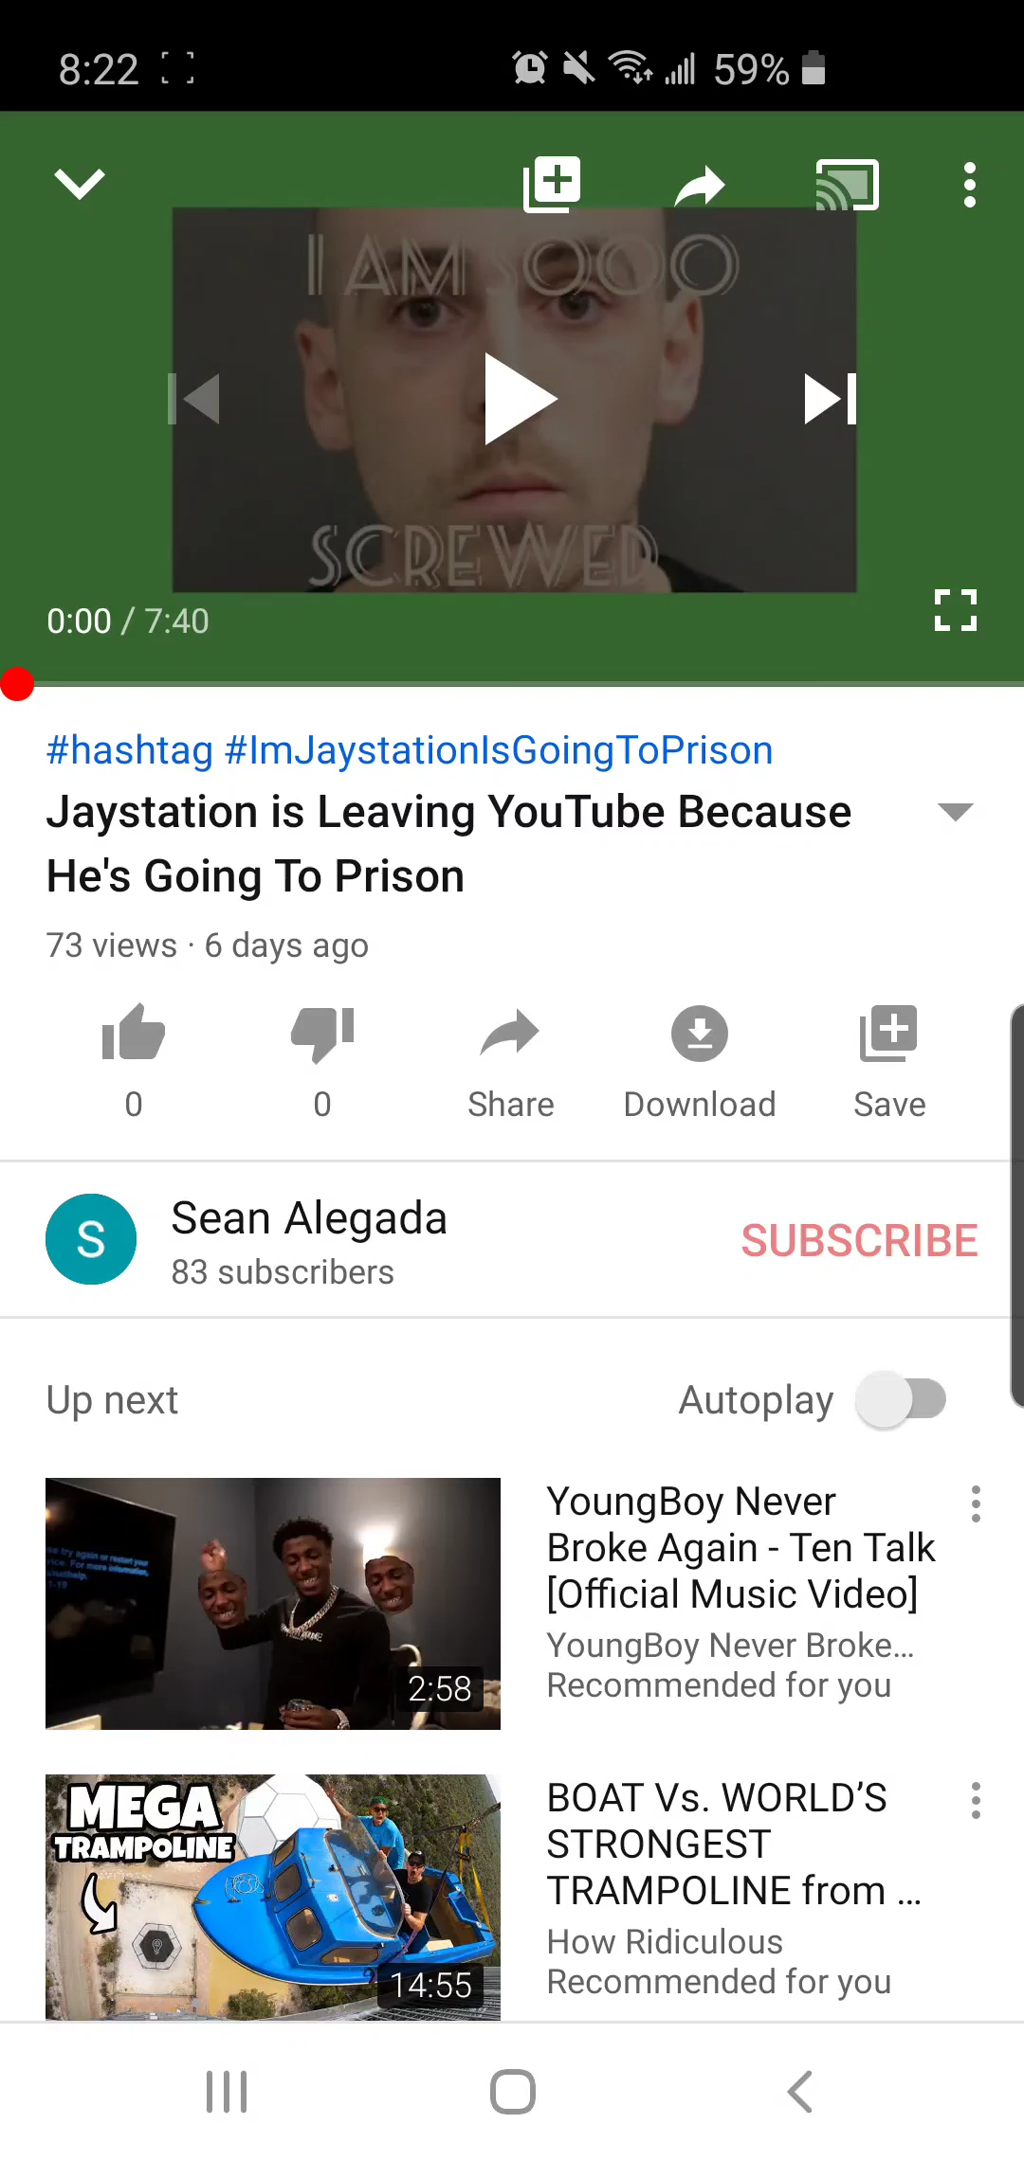 8:22
59%
I AM SOOO
SCREWED
0:00 / 7:40
#hashtag #ImJaystationIsGoingToPrison
Jaystation is Leaving YouTube Because
He's Going To Prison
73 views · 6 days ago
0
0
Share
Download
Save
S
Sean Alegada
83 subscribers
SUBSCRIBE
Up next
Autoplay
2:58
YoungBoy Never
Broke Again - Ten Talk
[Official Music Video]
YoungBoy Never Broke...
Recommended for you
MEGA
TRAMPOLINE
14:55
BOAT Vs. WORLD’S
STRONGEST
TRAMPOLINE from ...
How Ridiculous
Recommended for you